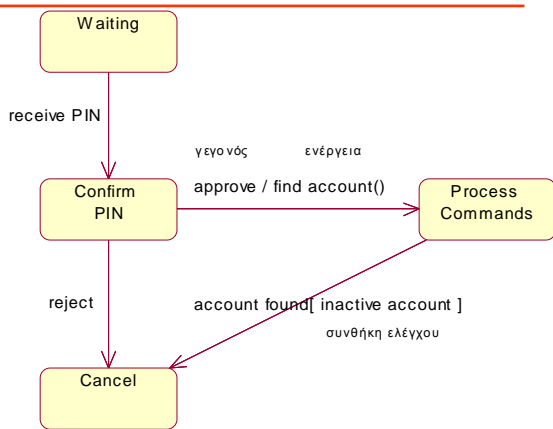 Waiting
receive PIN
γεγονός ενέργεια
approve / find account()
Confirm
PIN
Process
Commands
reject
account found[ inactive account ]
συνθήκη ελέγχου
Cancel